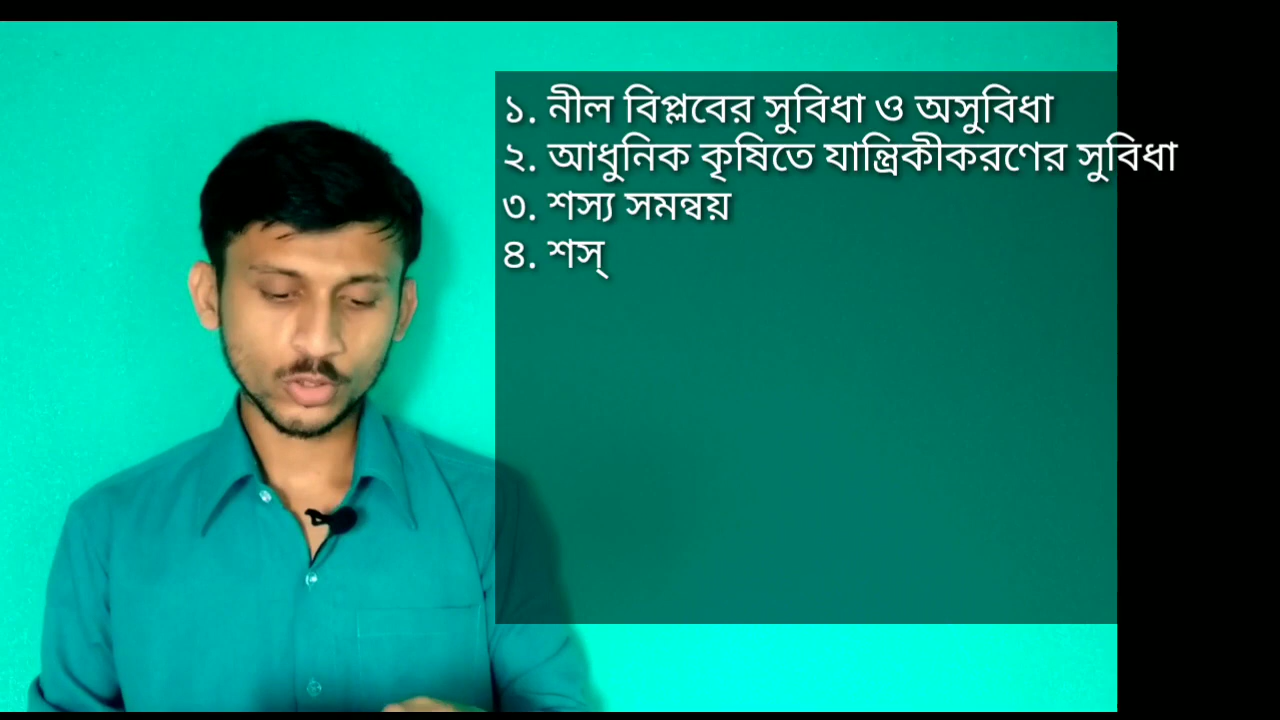 ১. নীল বিপ্লবের সুবিধা ও অসুবিধা
২. আধুনিক কৃষিতে যান্ত্রিকীকরণের সুবিধা
৩. শস্য সমন্বয়
৪. শস্